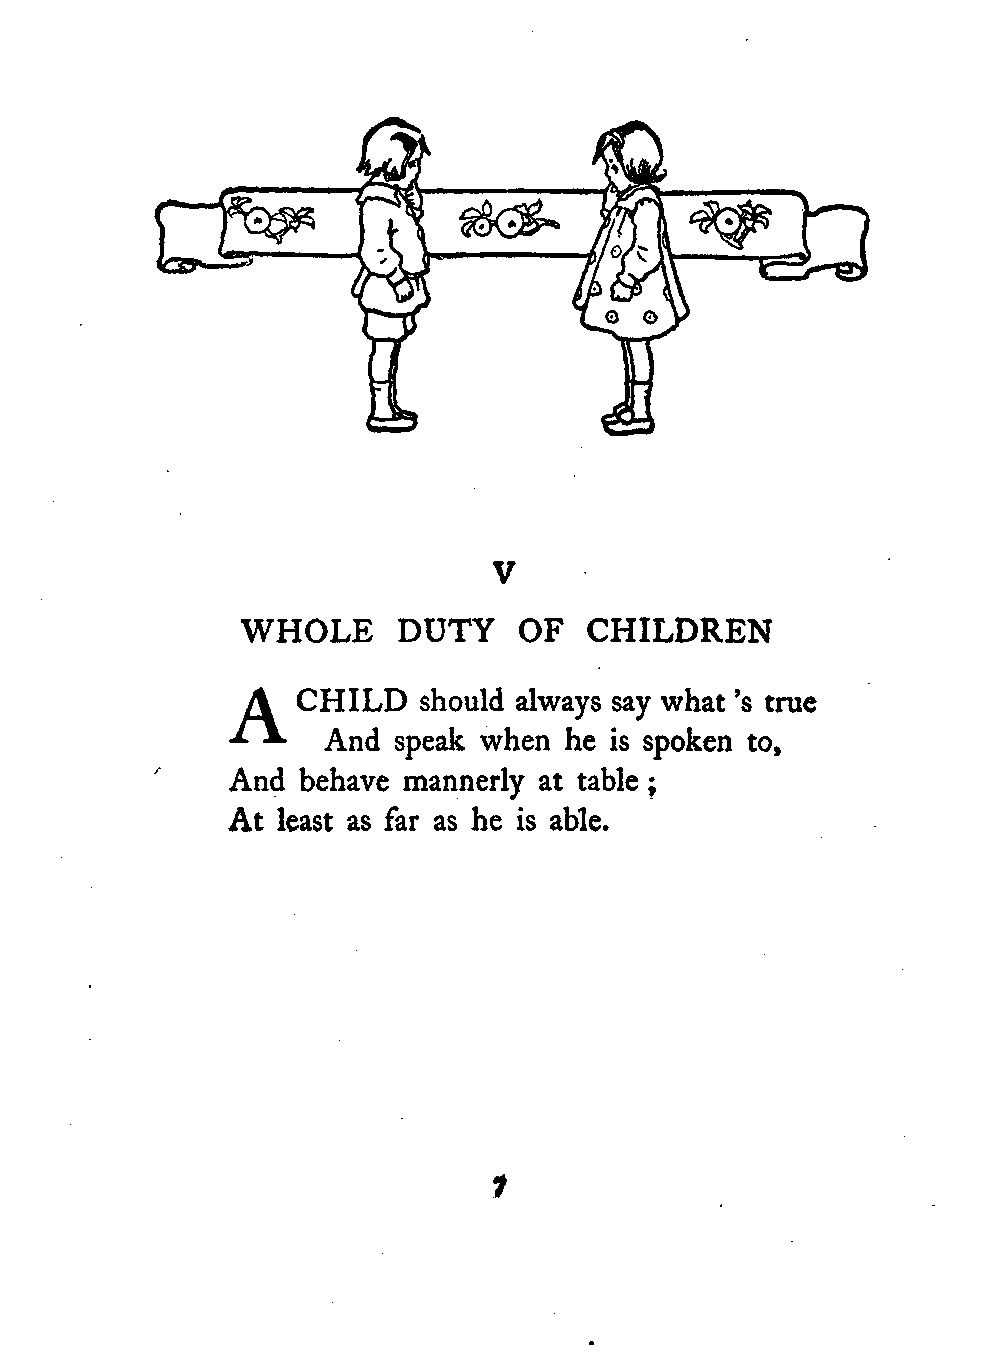 V
WHOLE DUTY OF CHILDREN
A CHILD should always say what 's true
And speak when he is spoken to,
And behave mannerly at table ;
At least as far as he is able.
7